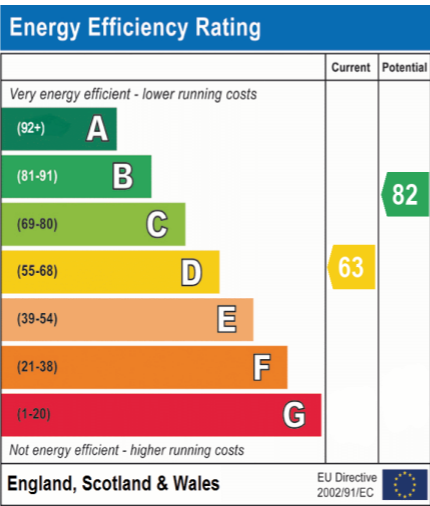 Energy Efficiency Rating
Current Potential
Very energy efficient - lower running costs
(92+) A
(81-91) B
82
(69-80) C
(55-68) D
63
(39-54) E
(21-38) F
(1-20) G
Not energy efficient - higher running costs
England, Scotland & Wales
EU Directive
2002/91/EC